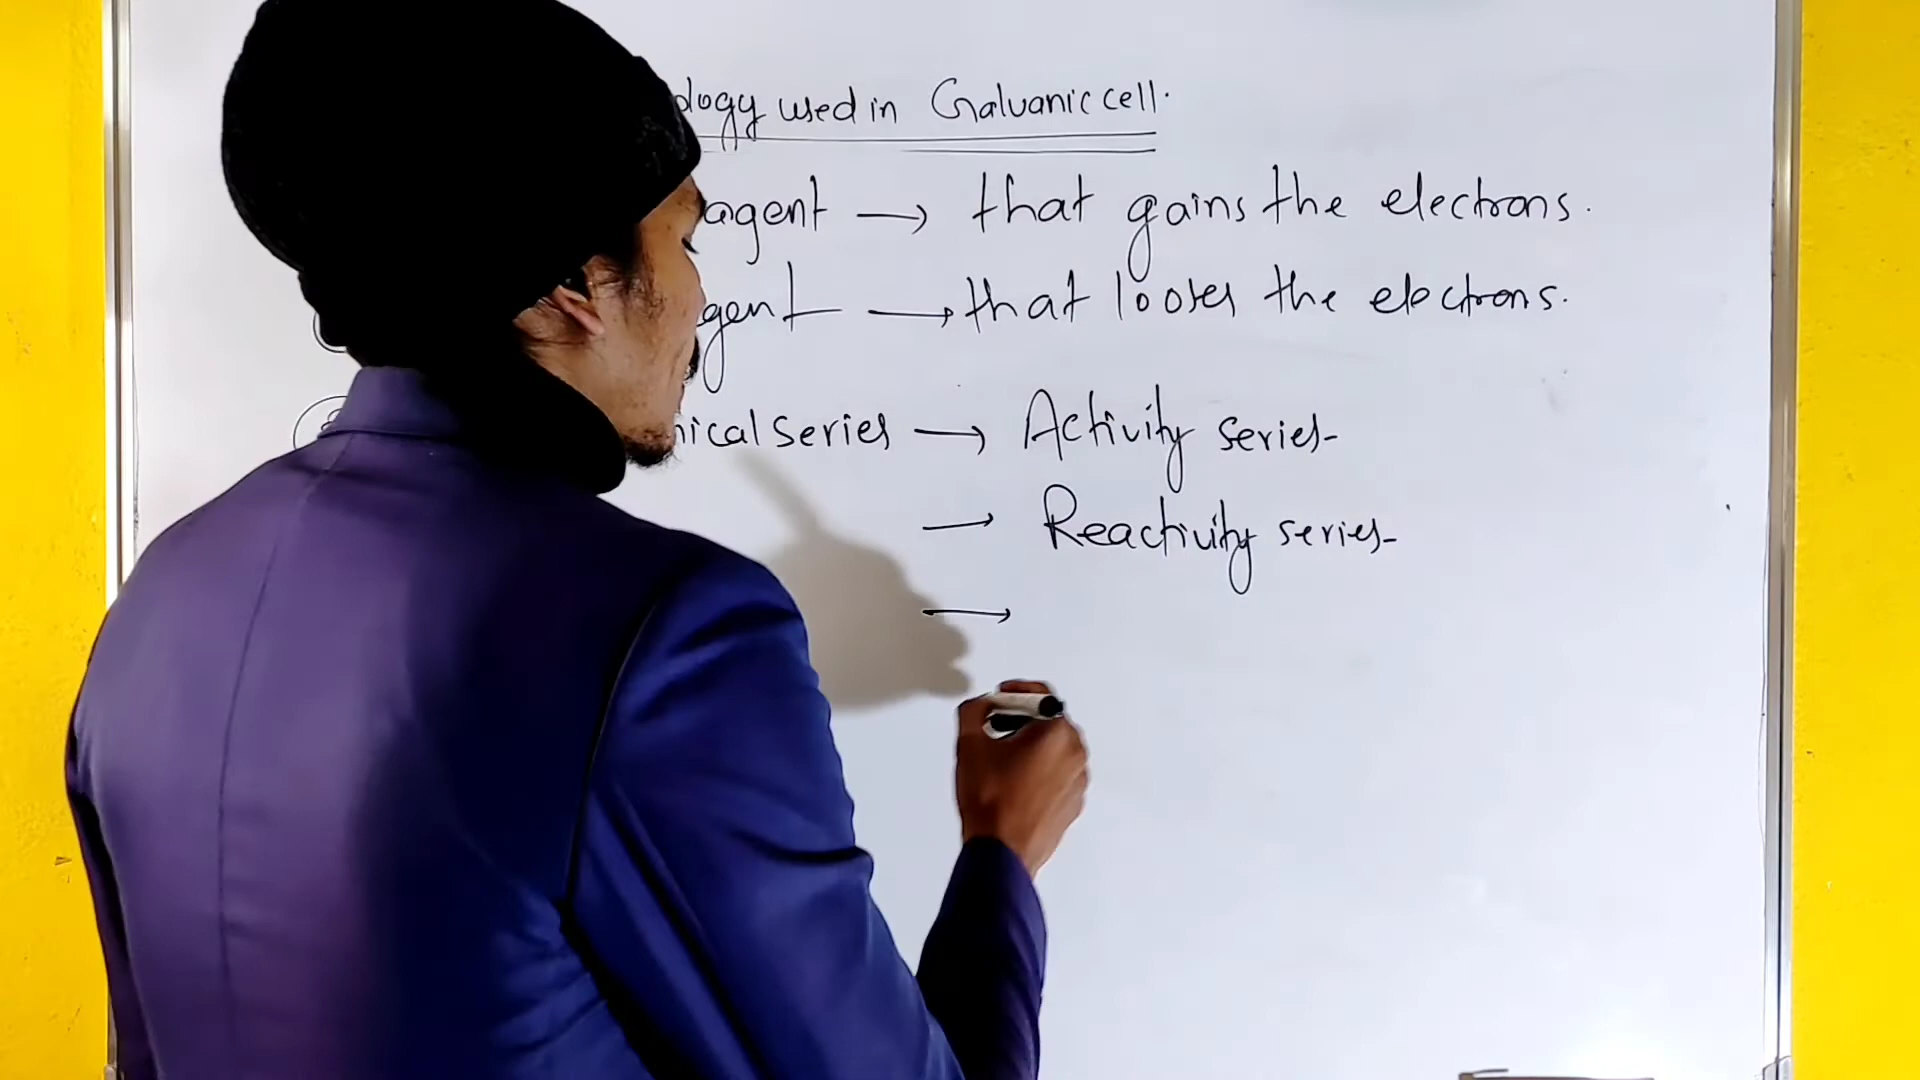 ology used in Galvanic cell.
agent → that gains the electrons.
gent → that looses the electrons.
nical series → Activity series-
→ Reactivity series-
→